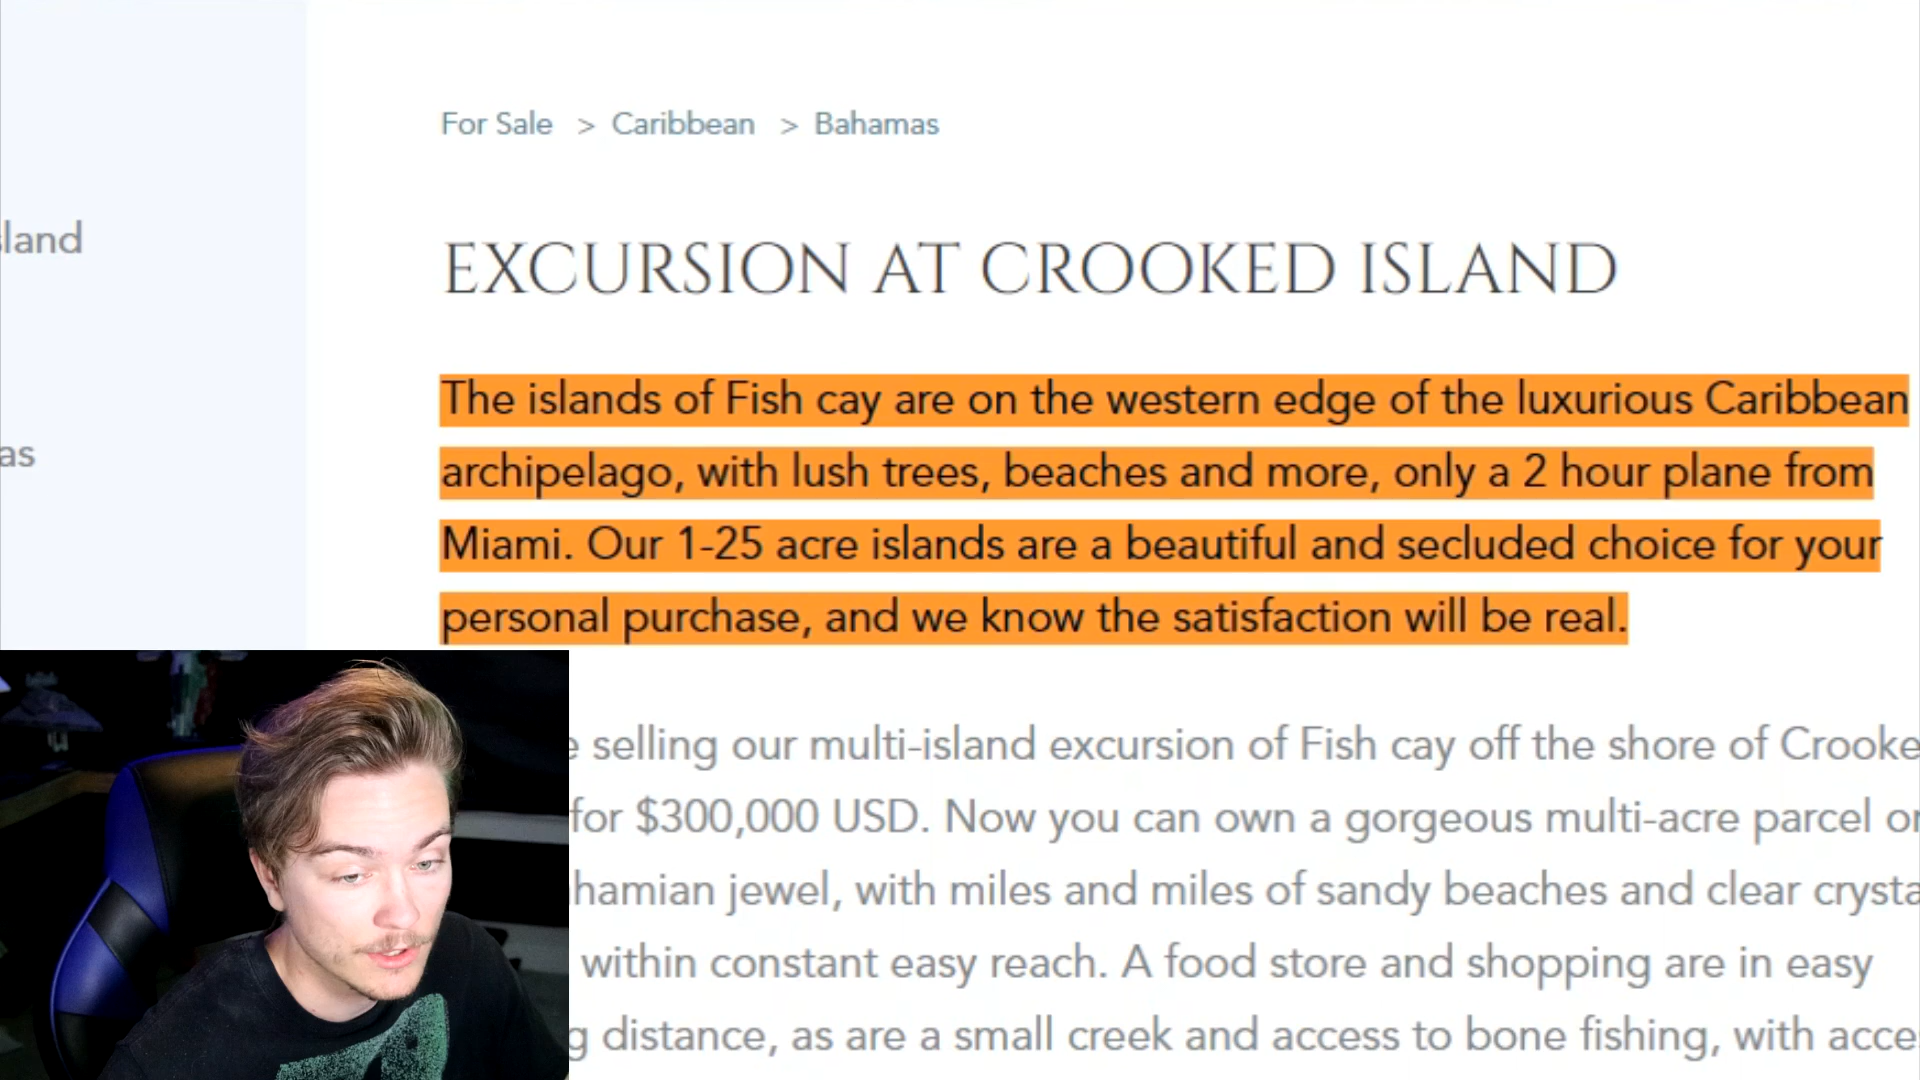 For Sale > Caribbean > Bahamas
sland
EXCURSION AT CROOKED ISLAND
The islands of Fish cay are on the western edge of the luxurious Caribbean
archipelago, with lush trees, beaches and more, only a 2 hour plane from
as
Miami. Our 1-25 acre islands are a beautiful and secluded choice for your
personal purchase, and we know the satisfaction will be real.
e selling our multi-island excursion of Fish cay off the shore of Crooke
for $300,000 USD. Now you can own a gorgeous multi-acre parcel or
hamian jewel, with miles and miles of sandy beaches and clear crysta
within constant easy reach. A food store and shopping are in easy
g distance, as are a small creek and access to bone fishing, with acce